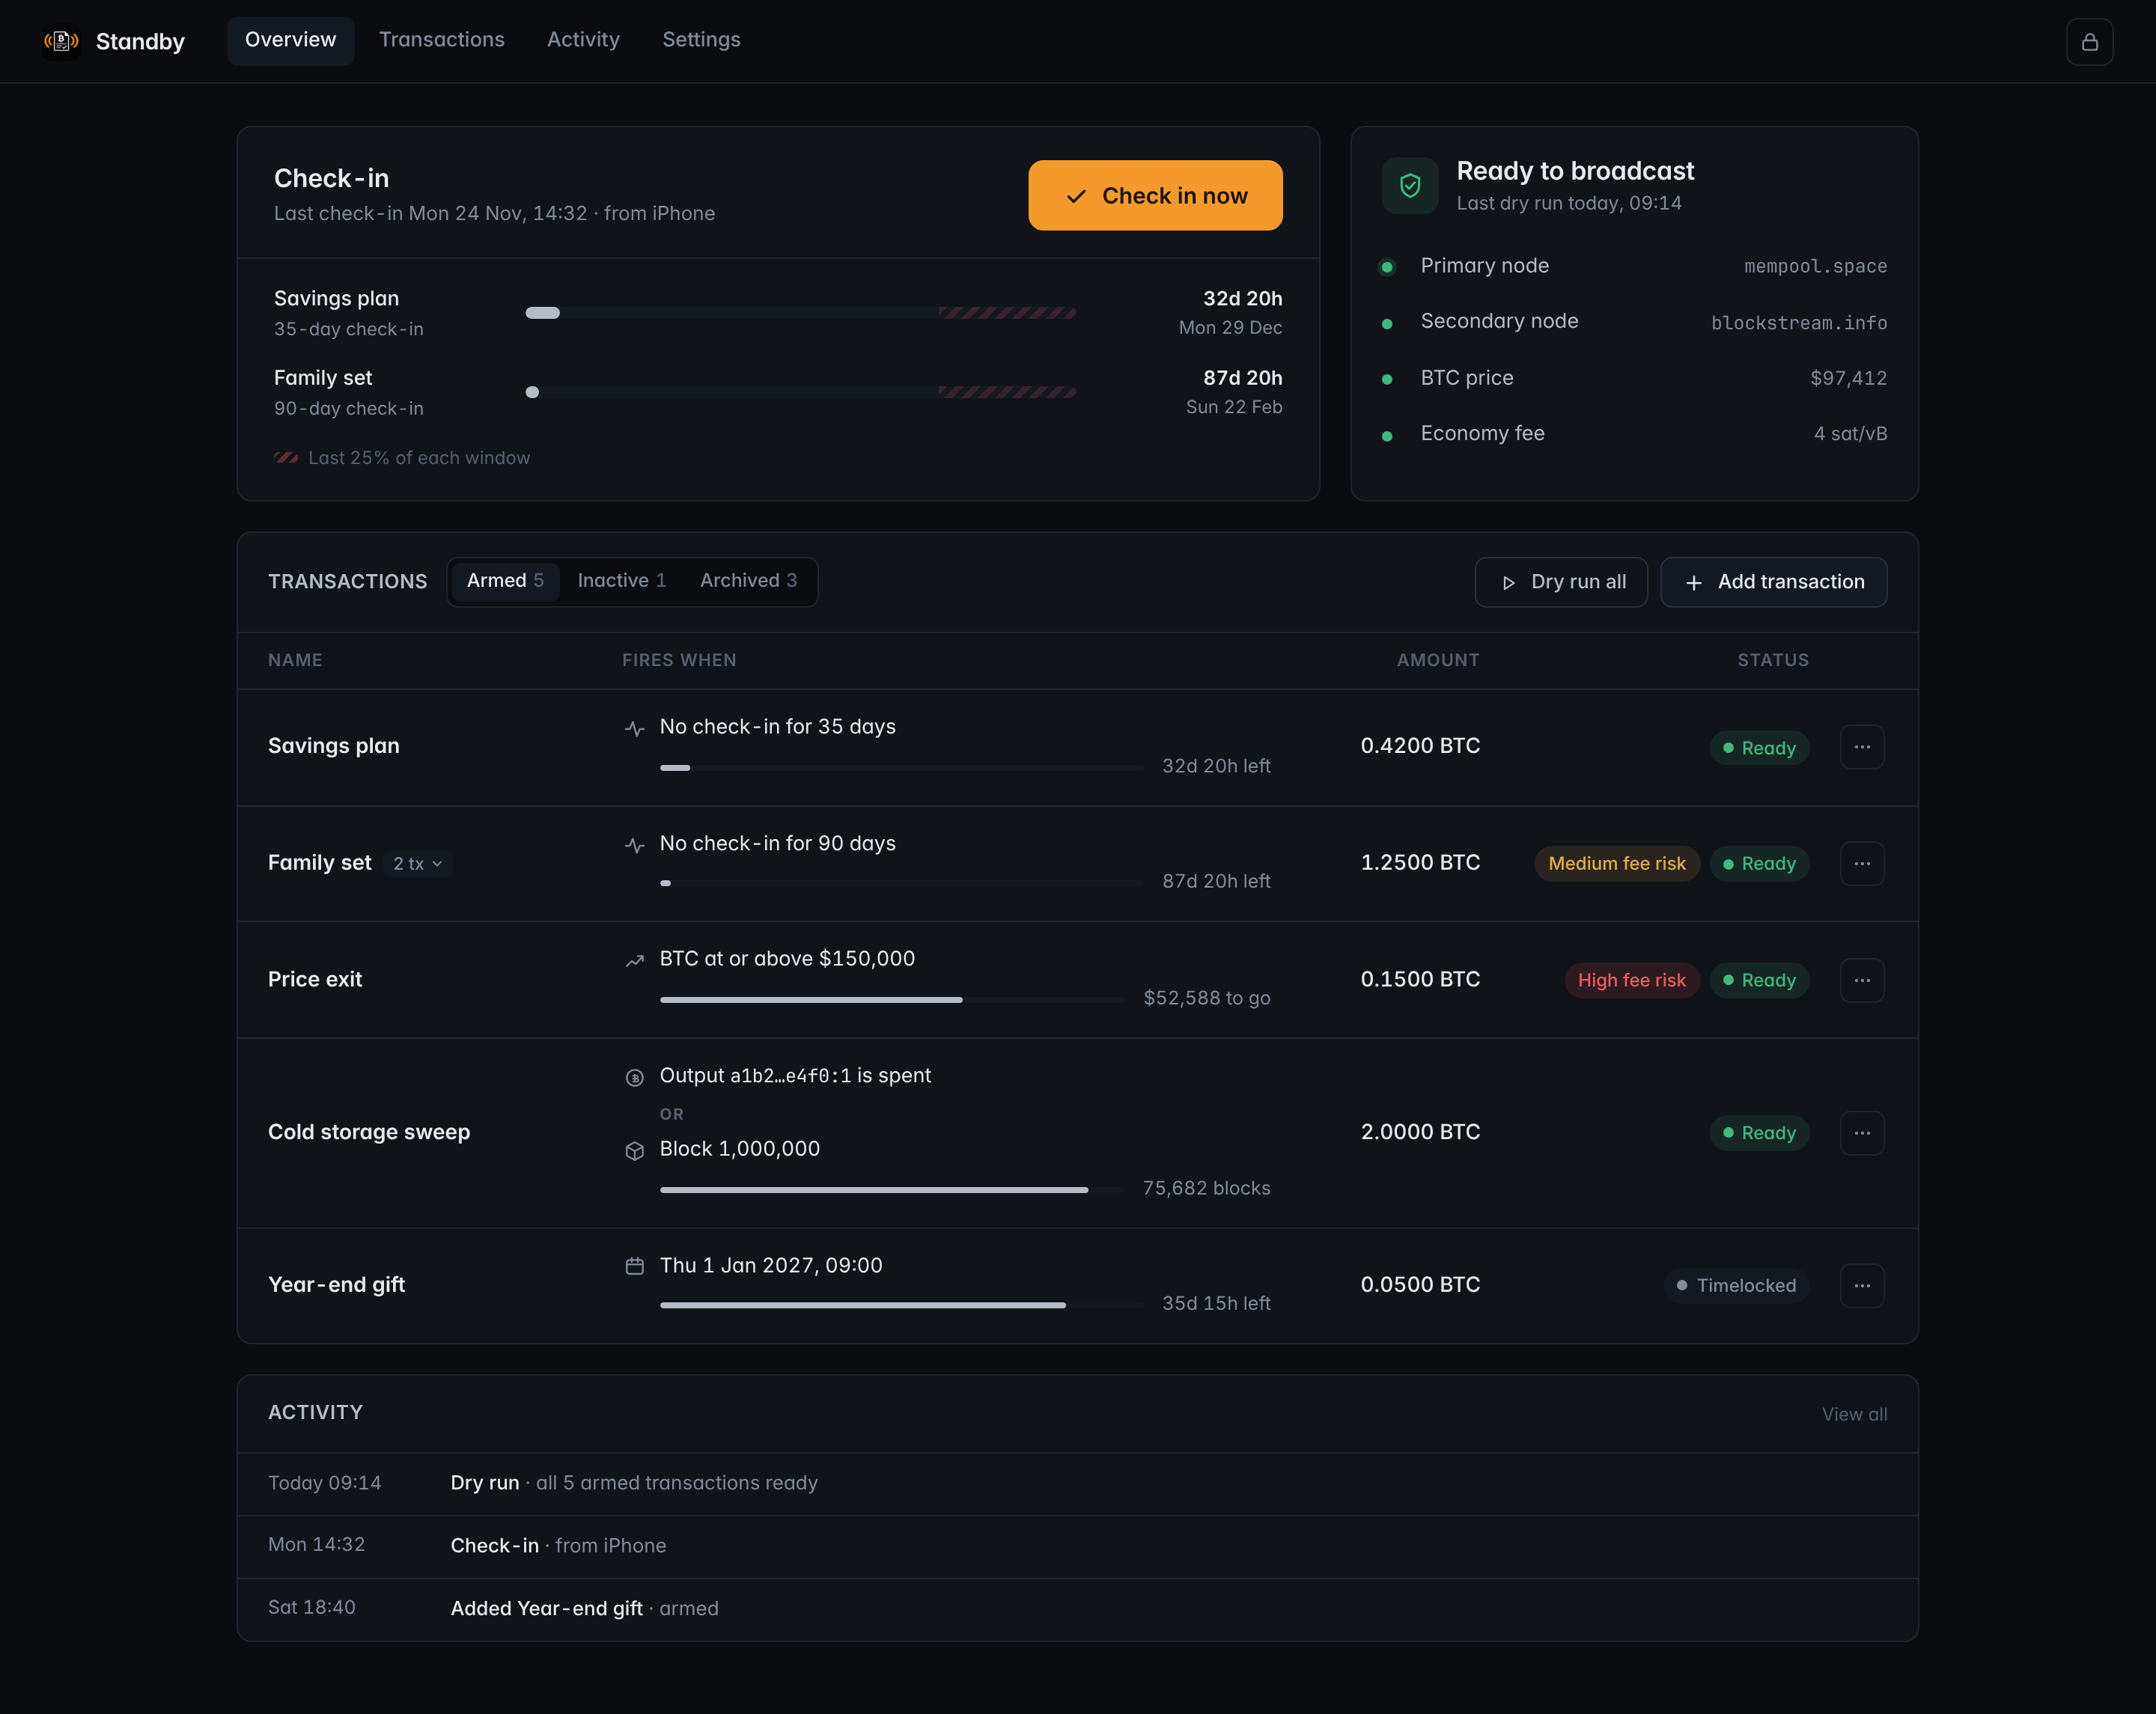 Standby
Overview
Transactions
Activity
Settings
Check-in
Last check-in Mon 24 Nov, 14:32 · from iPhone
Check in now
Savings plan
35-day check-in
32d 20h
Mon 29 Dec
Family set
90-day check-in
87d 20h
Sun 22 Feb
Last 25% of each window
Ready to broadcast
Last dry run today, 09:14
Primary node mempool.space
Secondary node blockstream.info
BTC price $97,412
Economy fee 4 sat/vB
TRANSACTIONS
Armed 5
Inactive 1
Archived 3
Dry run all
Add transaction
NAME FIRES WHEN AMOUNT STATUS
Savings plan
No check-in for 35 days
32d 20h left
0.4200 BTC
Ready
Family set 2 tx
No check-in for 90 days
87d 20h left
1.2500 BTC
Medium fee risk
Ready
Price exit
BTC at or above $150,000
$52,588 to go
0.1500 BTC
High fee risk
Ready
Cold storage sweep
Output a1b2…e4f0:1 is spent
OR
Block 1,000,000
75,682 blocks
2.0000 BTC
Ready
Year-end gift
Thu 1 Jan 2027, 09:00
35d 15h left
0.0500 BTC
Timelocked
ACTIVITY
View all
Today 09:14 Dry run · all 5 armed transactions ready
Mon 14:32 Check-in · from iPhone
Sat 18:40 Added Year-end gift · armed